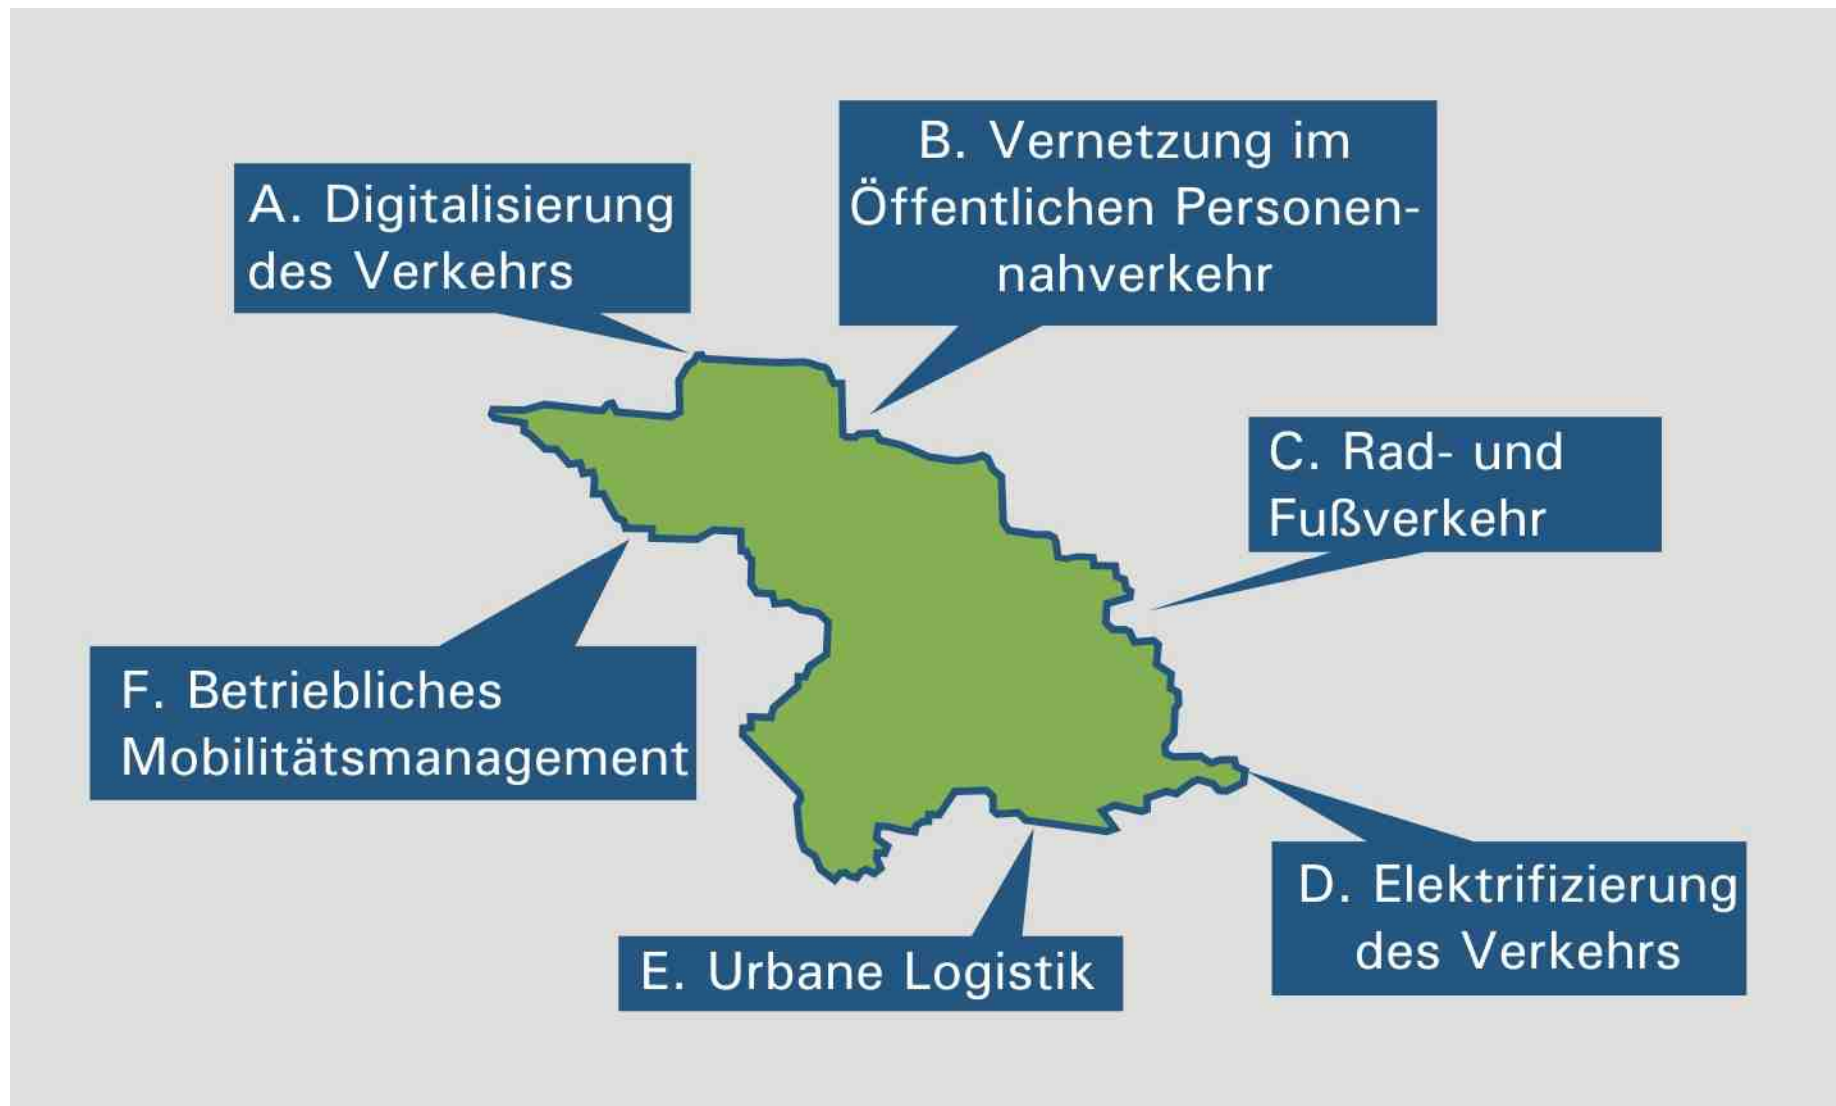 A. Digitalisierung
des Verkehrs
B. Vernetzung im
Öffentlichen Personen-
nahverkehr
C. Rad- und
Fußverkehr
D. Elektrifizierung
des Verkehrs
E. Urbane Logistik
F. Betriebliches
Mobilitätsmanagement